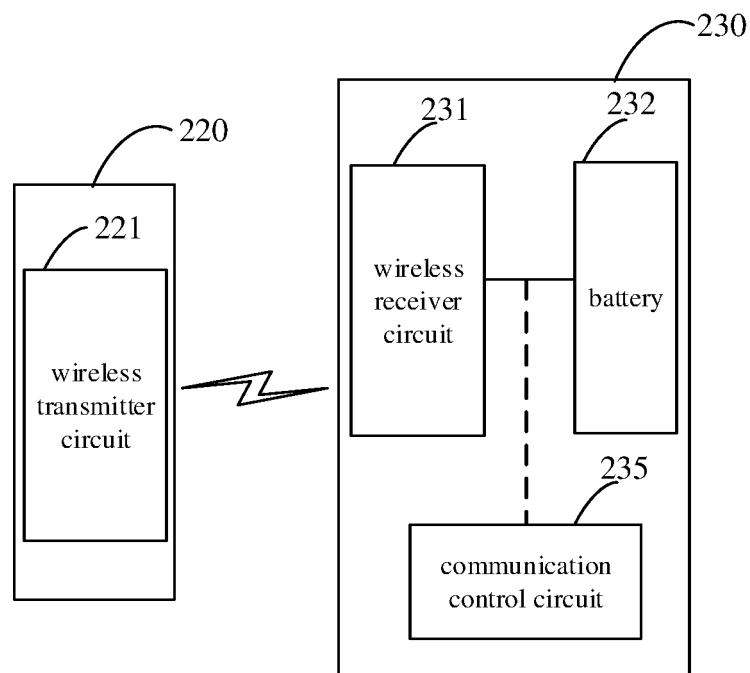 230
231
232
220
221
wireless
receiver
circuit
battery
wireless
transmitter
circuit
235
communication
control circuit